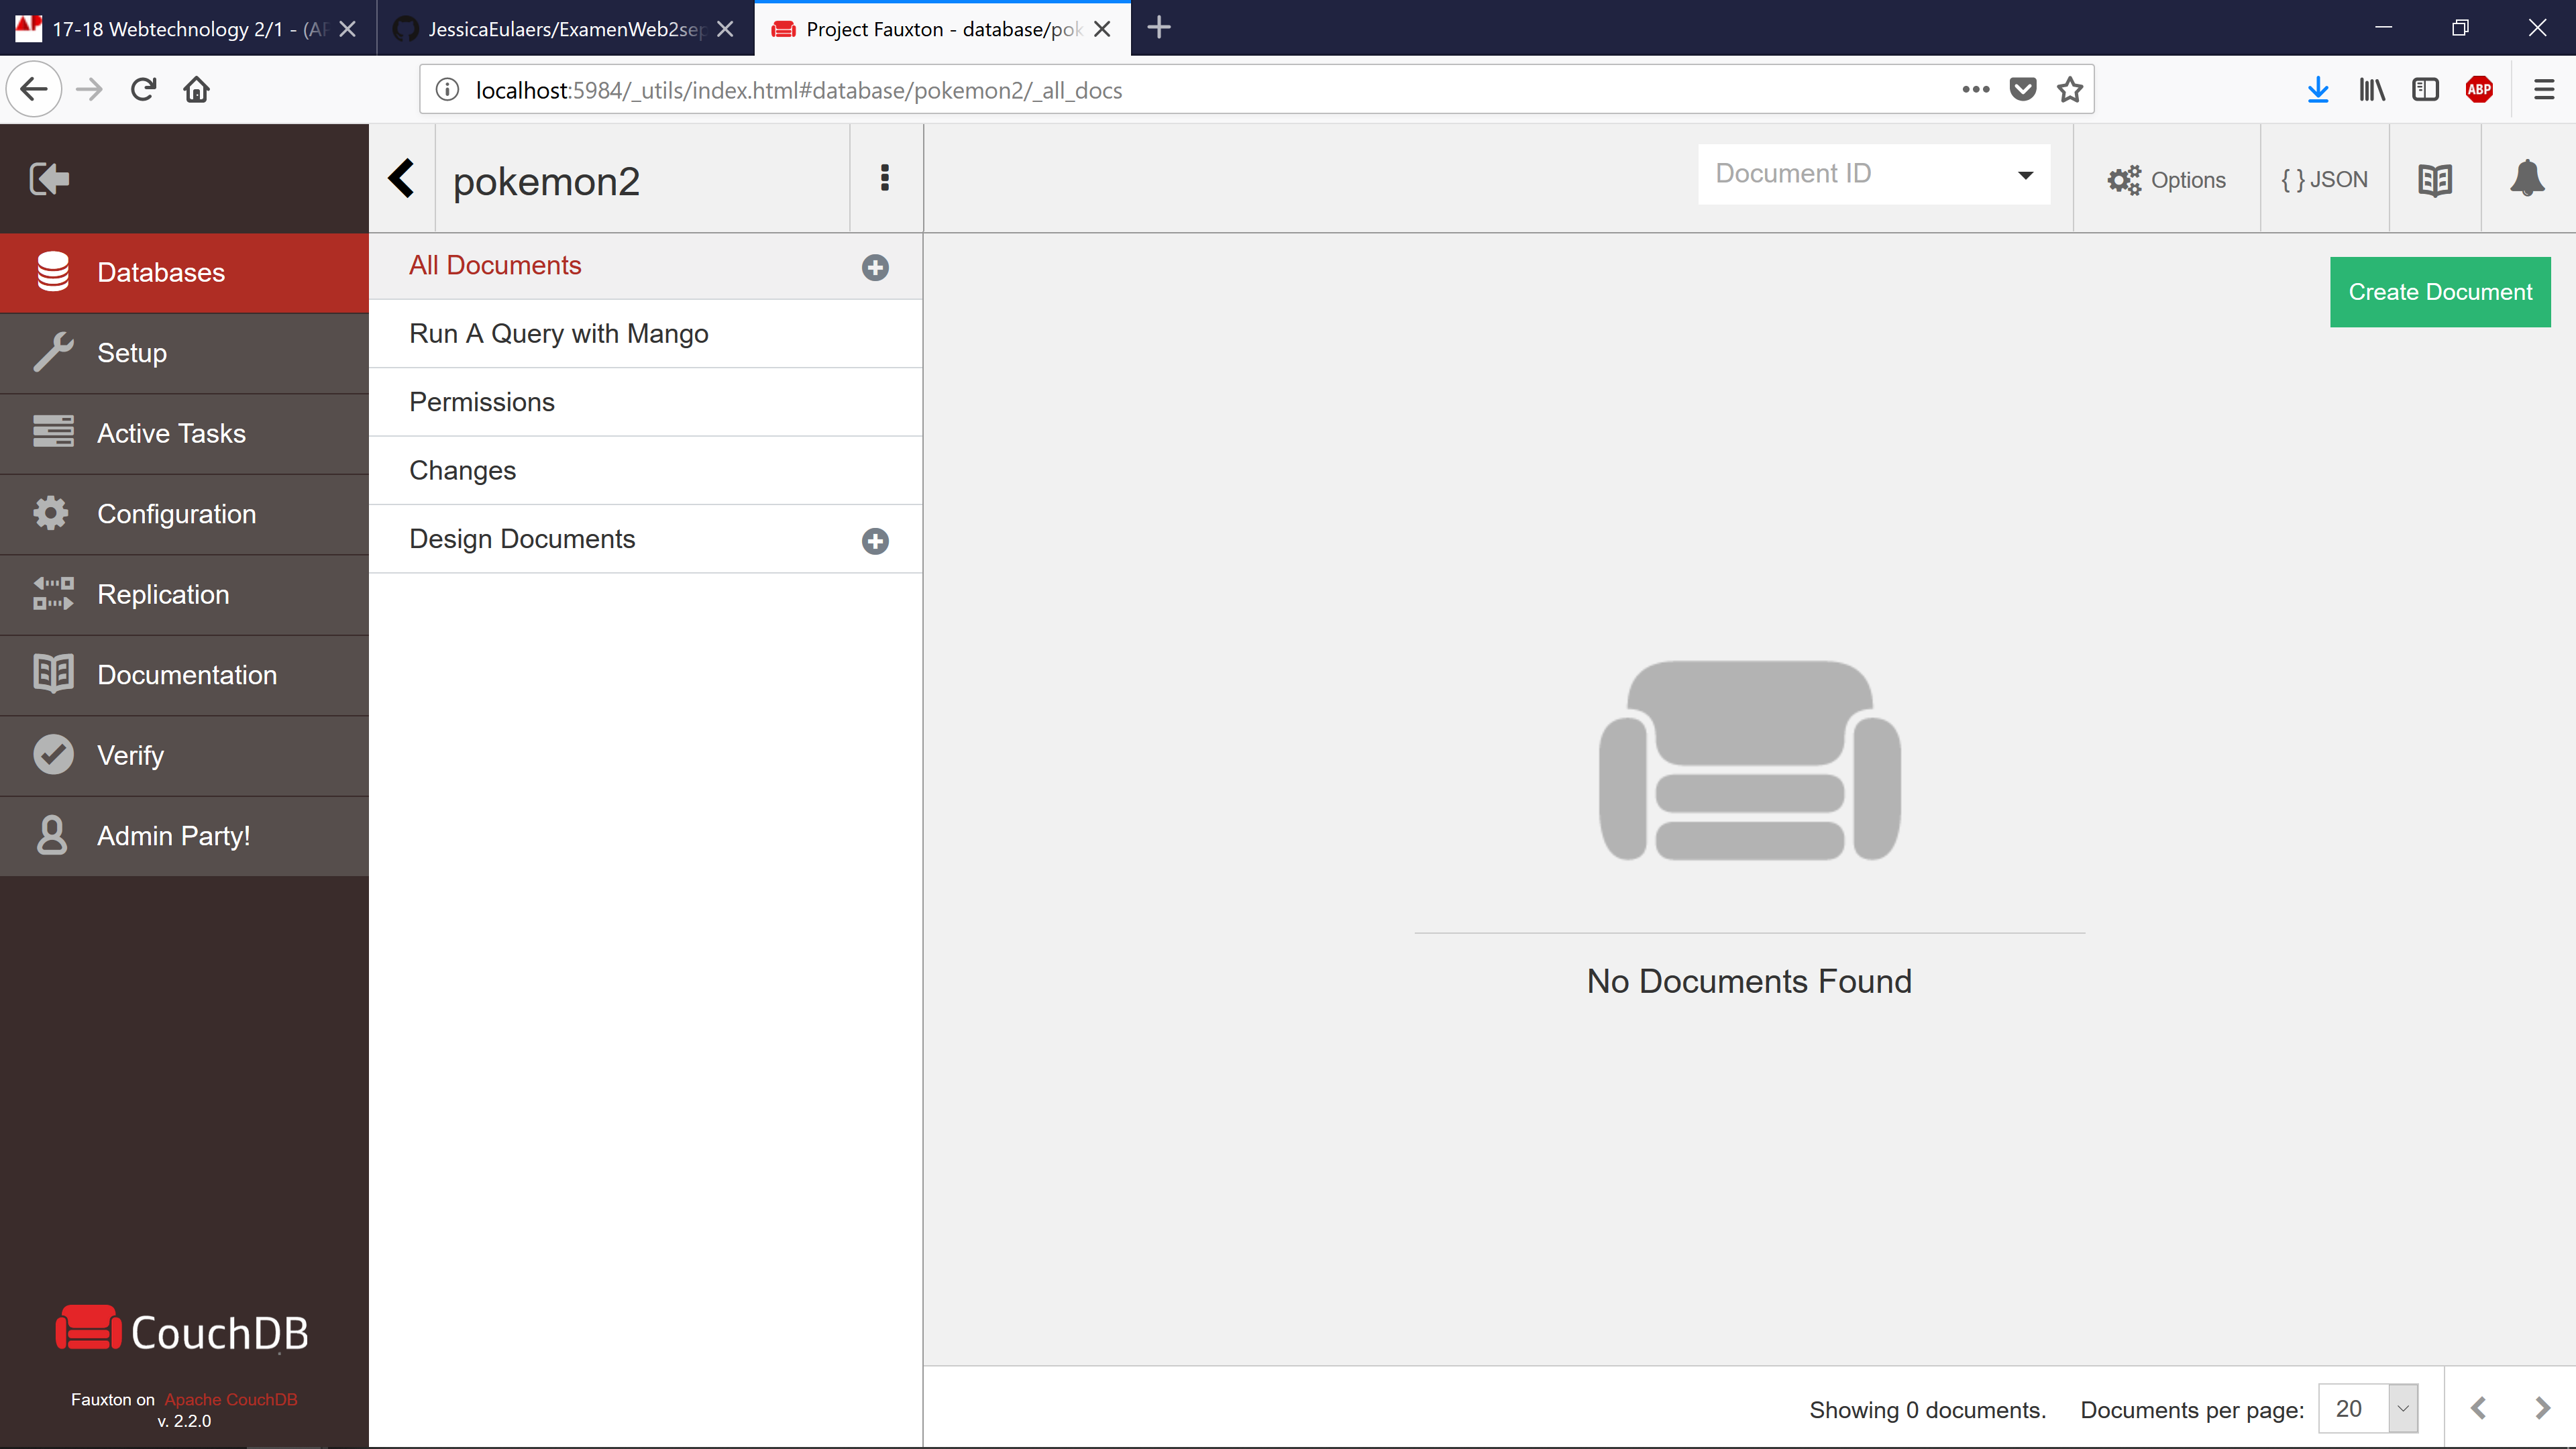 17-18 Webtechnology 2/1 - (AP
JessicaEulaers/ExamenWeb2sep
Project Fauxton - database/pok
localhost:5984/_utils/index.html#database/pokemon2/_all_docs
ABP
pokemon2
Document ID
Options
{ } JSON
Databases
Setup
Active Tasks
Configuration
Replication
Documentation
Verify
Admin Party!
All Documents
Run A Query with Mango
Permissions
Changes
Design Documents
Create Document
No Documents Found
CouchDB
Fauxton on Apache CouchDB
v. 2.2.0
Showing 0 documents.
Documents per page: 20